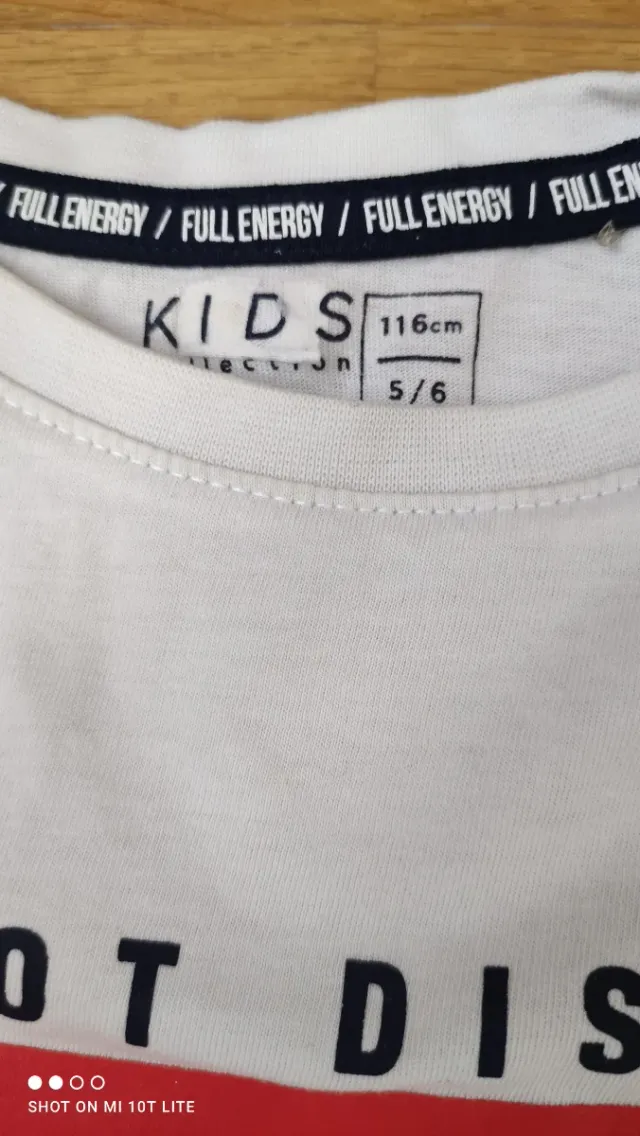 / FULL ENERGY / FULL ENERGY / FULL ENERGY / FULL EN
KIDS
116cm
5/6
OT DIS
SHOT ON MI 10T LITE